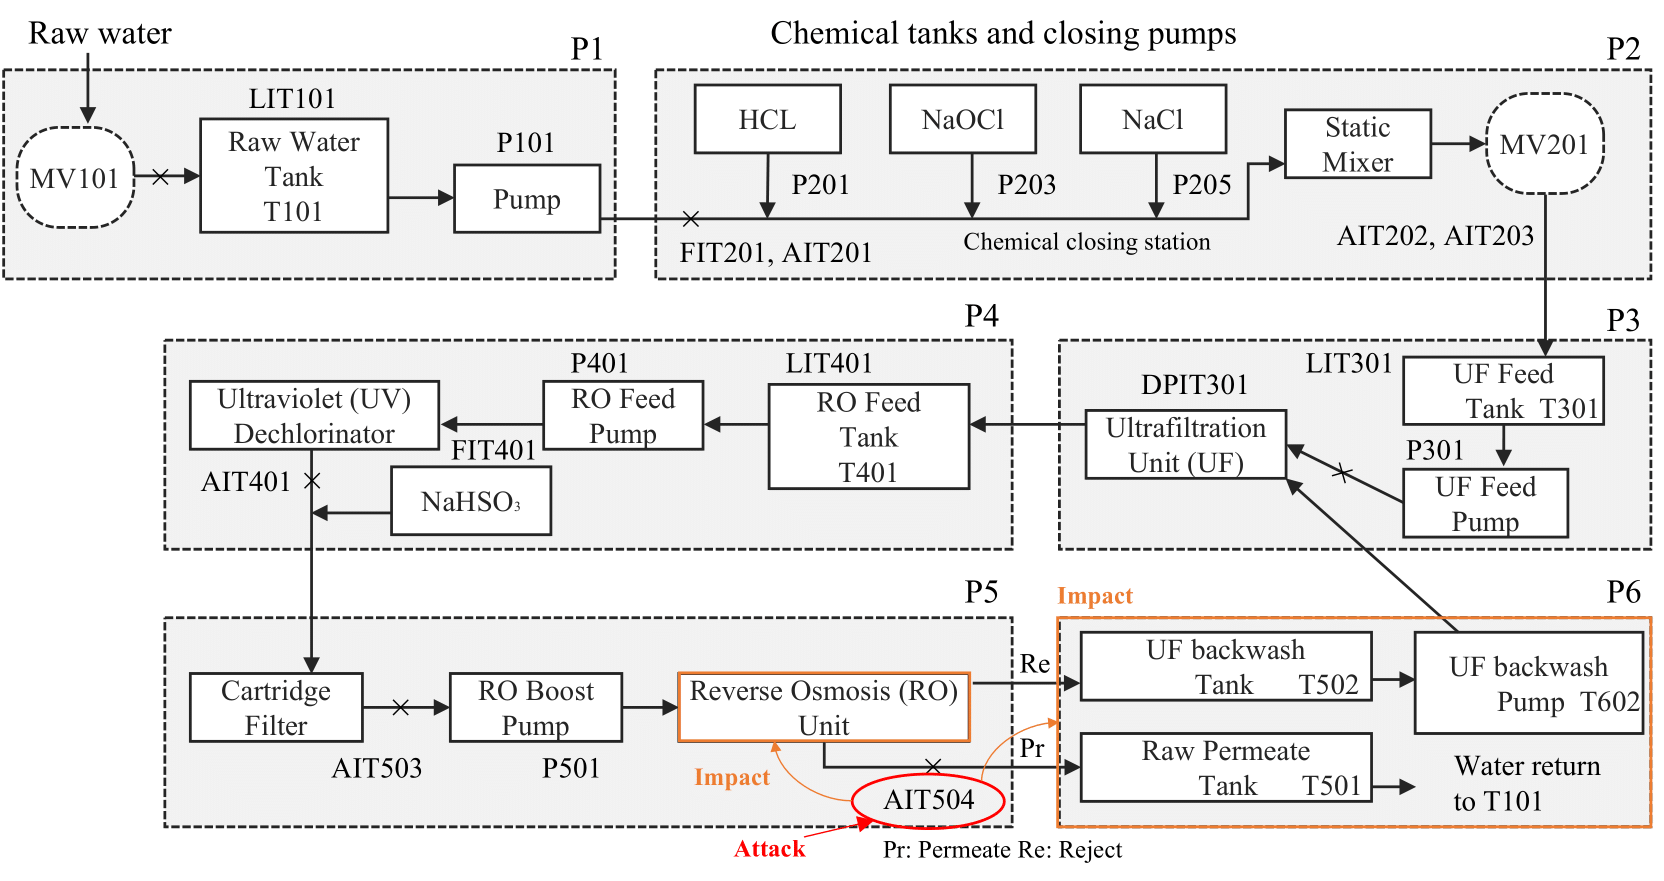 Raw water
P1
Chemical tanks and closing pumps
P2
LIT101
MV101
Raw Water
Tank
T101
P101
Pump
HCL
NaOCl
NaCl
P201
P203
P205
Static
Mixer
MV201
FIT201, AIT201
Chemical closing station
AIT202, AIT203
P4
P3
Ultraviolet (UV)
Dechlorinator
P401
RO Feed
Pump
LIT401
RO Feed
Tank
T401
FIT401
AIT401
NaHSO₃
DPIT301
Ultrafiltration
Unit (UF)
LIT301
UF Feed
Tank T301
P301
UF Feed
Pump
P5
Impact
P6
Cartridge
Filter
AIT503
RO Boost
Pump
P501
Reverse Osmosis (RO)
Unit
Re
Pr
Impact
AIT504
Attack
Pr: Permeate Re: Reject
UF backwash
Tank T502
UF backwash
Pump T602
Raw Permeate
Tank T501
Water return
to T101